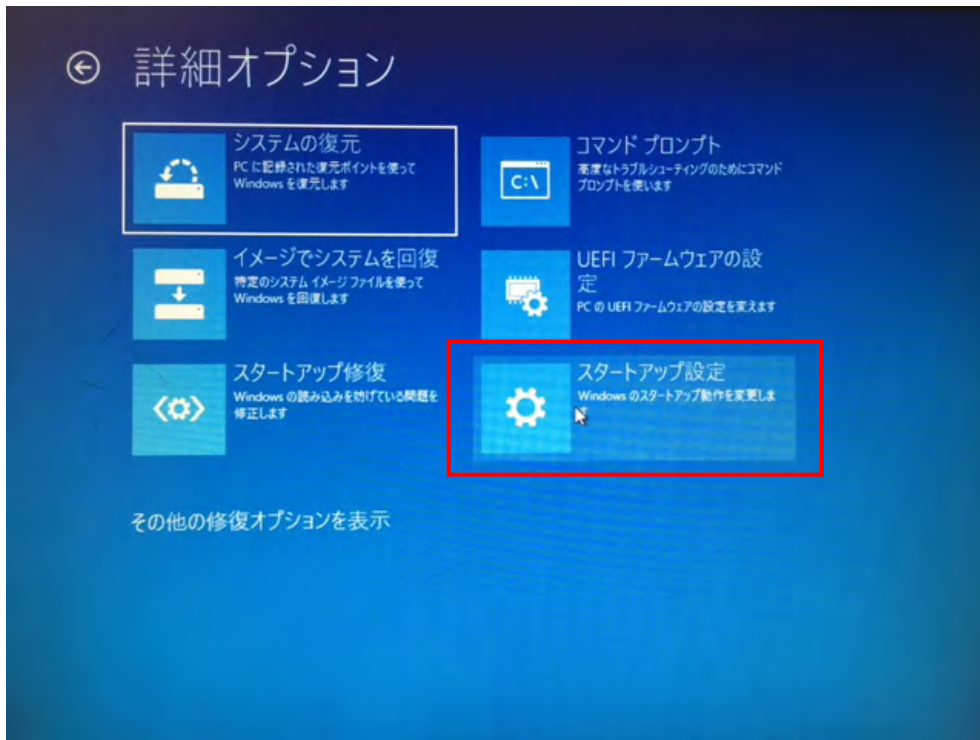 詳細オプション
システムの復元
PC に記録された復元ポイントを使って
Windows を復元します
コマンド プロンプト
高度なトラブルシューティングのためにコマンド
プロンプトを使います
C:\
イメージでシステムを回復
特定のシステム イメージ ファイルを使って
Windows を回復します
UEFI ファームウェアの設
定
PC の UEFI ファームウェアの設定を変えます
スタートアップ修復
Windows の読み込みを妨げている問題を
修正します
スタートアップ設定
Windows のスタートアップ動作を変更しま
その他の修復オプションを表示